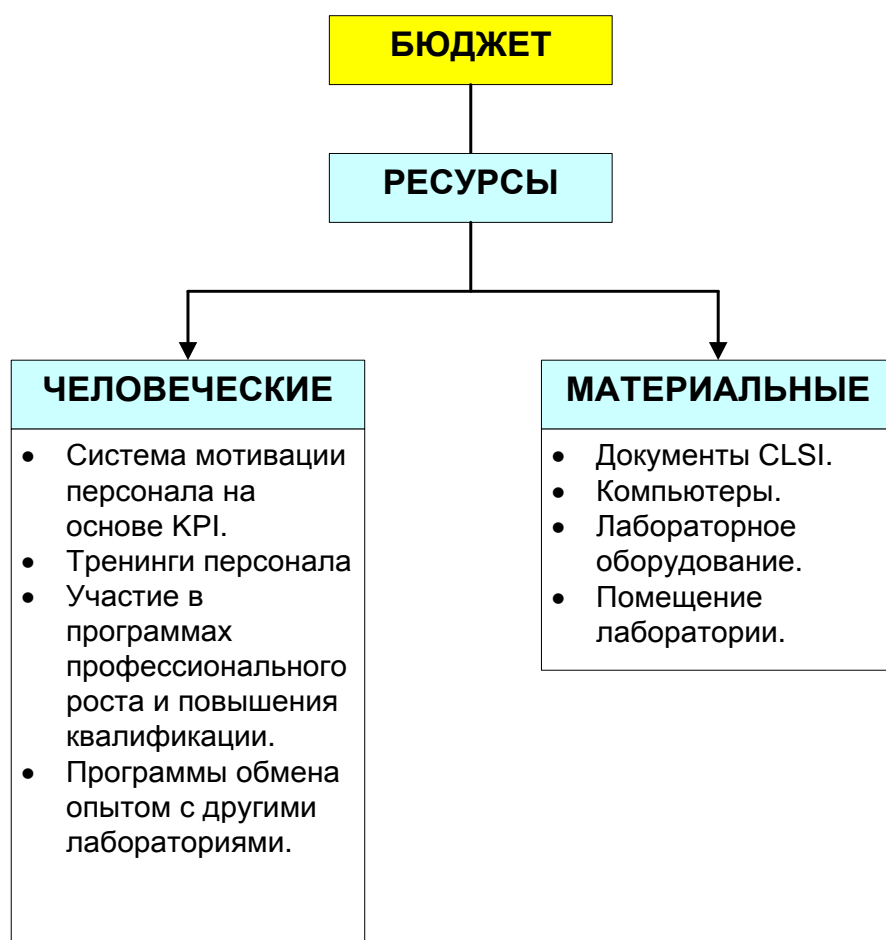 БЮДЖЕТ
РЕСУРСЫ
ЧЕЛОВЕЧЕСКИЕ
• Система мотивации
персонала на
основе KPI.
• Тренинги персонала
• Участие в
программах
профессионального
роста и повышения
квалификации.
• Программы обмена
опытом с другими
лабораториями.
МАТЕРИАЛЬНЫЕ
• Документы CLSI.
• Компьютеры.
• Лабораторное
оборудование.
• Помещение
лаборатории.